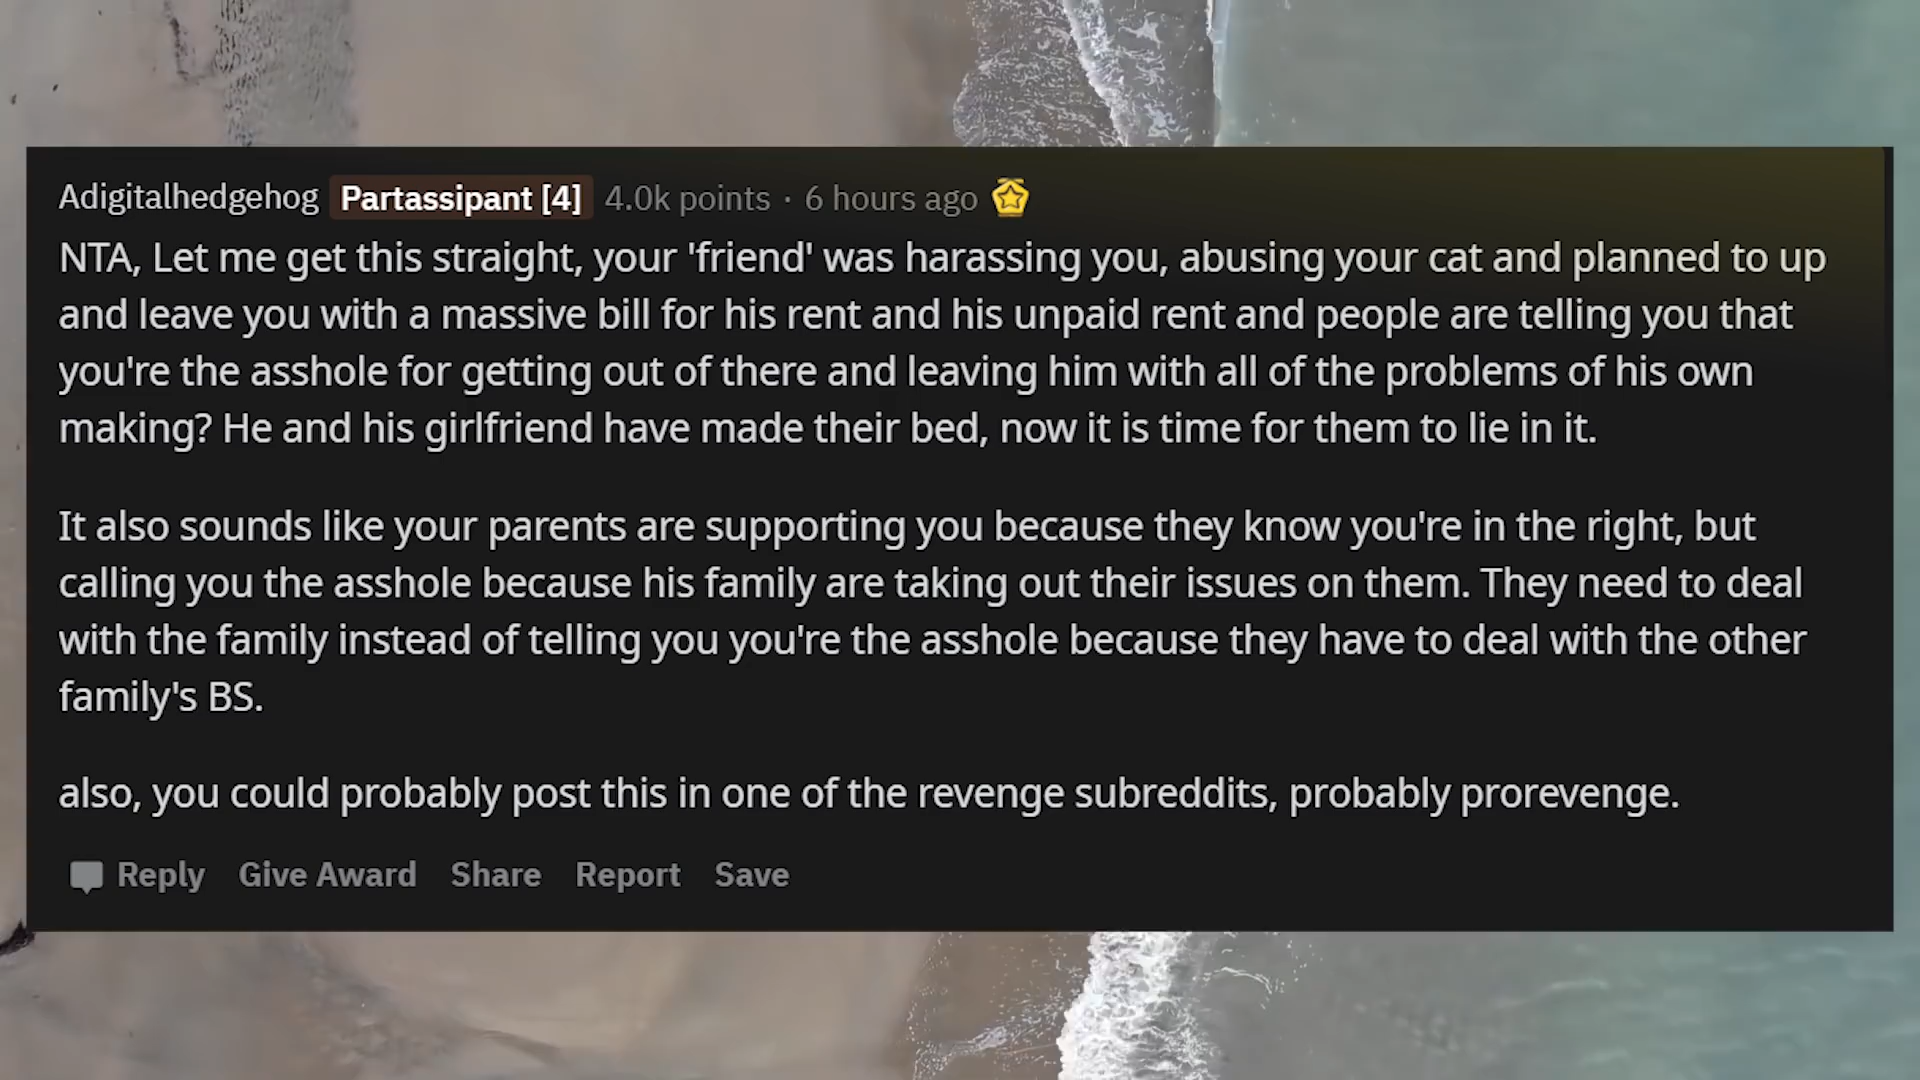 Adigitalhedgehog Partassipant [4] 4.0k points · 6 hours ago
NTA, Let me get this straight, your 'friend' was harassing you, abusing your cat and planned to up
and leave you with a massive bill for his rent and his unpaid rent and people are telling you that
you're the asshole for getting out of there and leaving him with all of the problems of his own
making? He and his girlfriend have made their bed, now it is time for them to lie in it.
It also sounds like your parents are supporting you because they know you're in the right, but
calling you the asshole because his family are taking out their issues on them. They need to deal
with the family instead of telling you you're the asshole because they have to deal with the other
family's BS.
also, you could probably post this in one of the revenge subreddits, probably prorevenge.
Reply Give Award Share Report Save